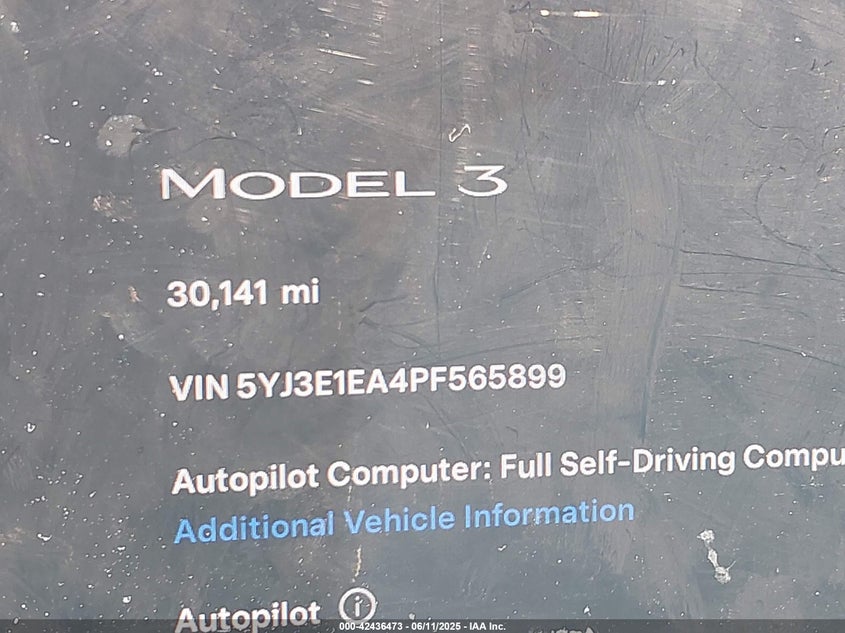 MODEL 3
30,141 mi
VIN 5YJ3E1EA4PF565899
Autopilot Computer: Full Self-Driving Compu
Additional Vehicle Information
Autopilot
000-42436473 - 06/11/2025 - IAA Inc.